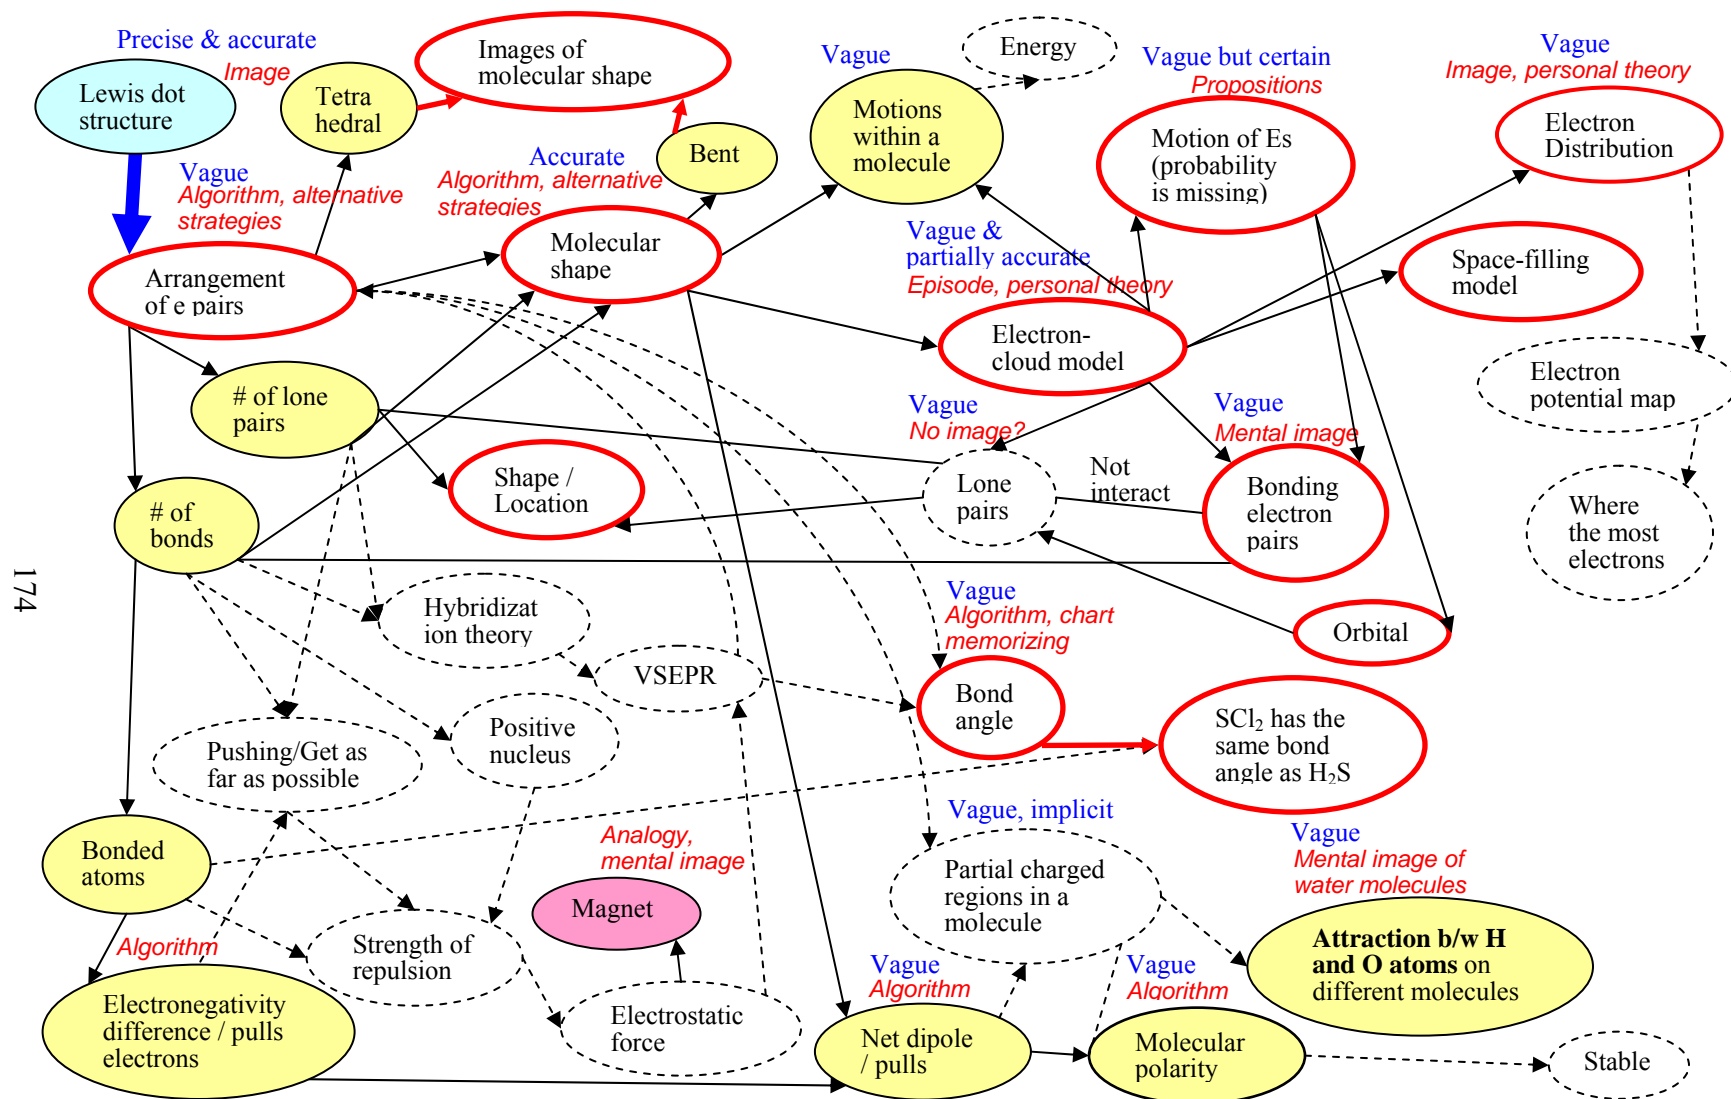 Precise & accurate
Image
Lewis dot
structure
Tetra
hedral
Images of
molecular shape
Vague
Energy
Motions
within a
molecule
Vague but certain
Propositions
Motion of Es
(probability
is missing)
Vague
Image, personal theory
Electron
Distribution
Vague
Algorithm, alternative
strategies
Accurate
Algorithm, alternative
strategies
Bent
Arrangement
of e pairs
Molecular
shape
Vague &
partially accurate
Episode, personal theory
Electron-
cloud model
Space-filling
model
Electron
potential map
# of lone
pairs
Shape /
Location
Vague
No image?
Lone
pairs
Not
interact
Vague
Mental image
Bonding
electron
pairs
Where
the most
electrons
# of
bonds
174
Hybridizat
ion theory
VSEPR
Vague
Algorithm, chart
memorizing
Bond
angle
Orbital
SCl₂ has the
same bond
angle as H₂S
Pushing/Get as
far as possible
Positive
nucleus
Bonded
atoms
Analogy,
mental image
Magnet
Vague, implicit
Partial charged
regions in a
molecule
Vague
Mental image of
water molecules
Attraction b/w H
and O atoms on
different molecules
Algorithm
Strength of
repulsion
Electronegativity
difference / pulls
electrons
Electrostatic
force
Vague
Algorithm
Net dipole
/ pulls
Vague
Algorithm
Molecular
polarity
Stable